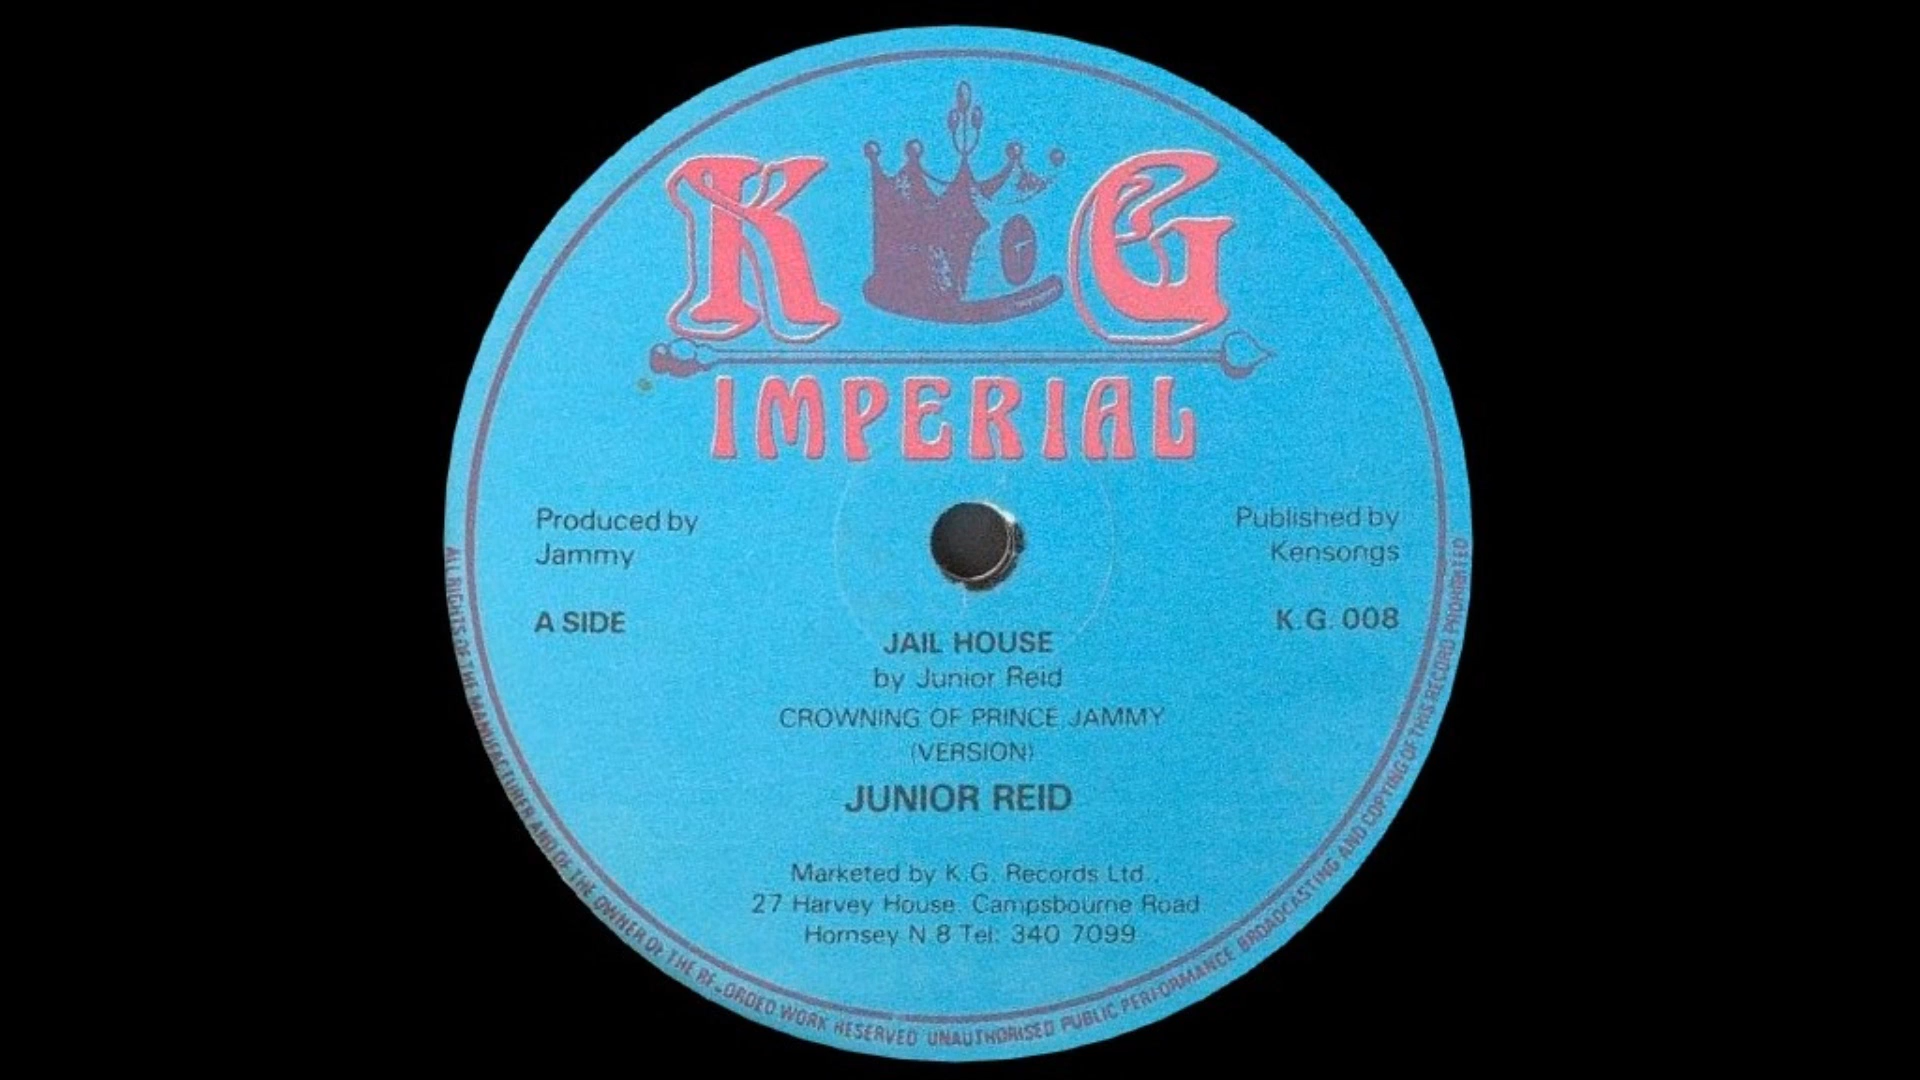 K G
IMPERIAL
Produced by
Jammy
Published by
Kensongs
A SIDE
K.G. 008
JAIL HOUSE
by Junior Reid
CROWNING OF PRINCE JAMMY
(VERSION)
JUNIOR REID
Marketed by K.G. Records Ltd.,
27 Harvey House, Campsbourne Road
Hornsey N 8 Tel: 340 7099
ALL RIGHTS OF THE MANUFACTURER AND OF THE OWNER OF THE RECORDED WORK RESERVED UNAUTHORISED PUBLIC PERFORMANCE BROADCASTING AND COPYING OF THIS RECORD PROHIBITED